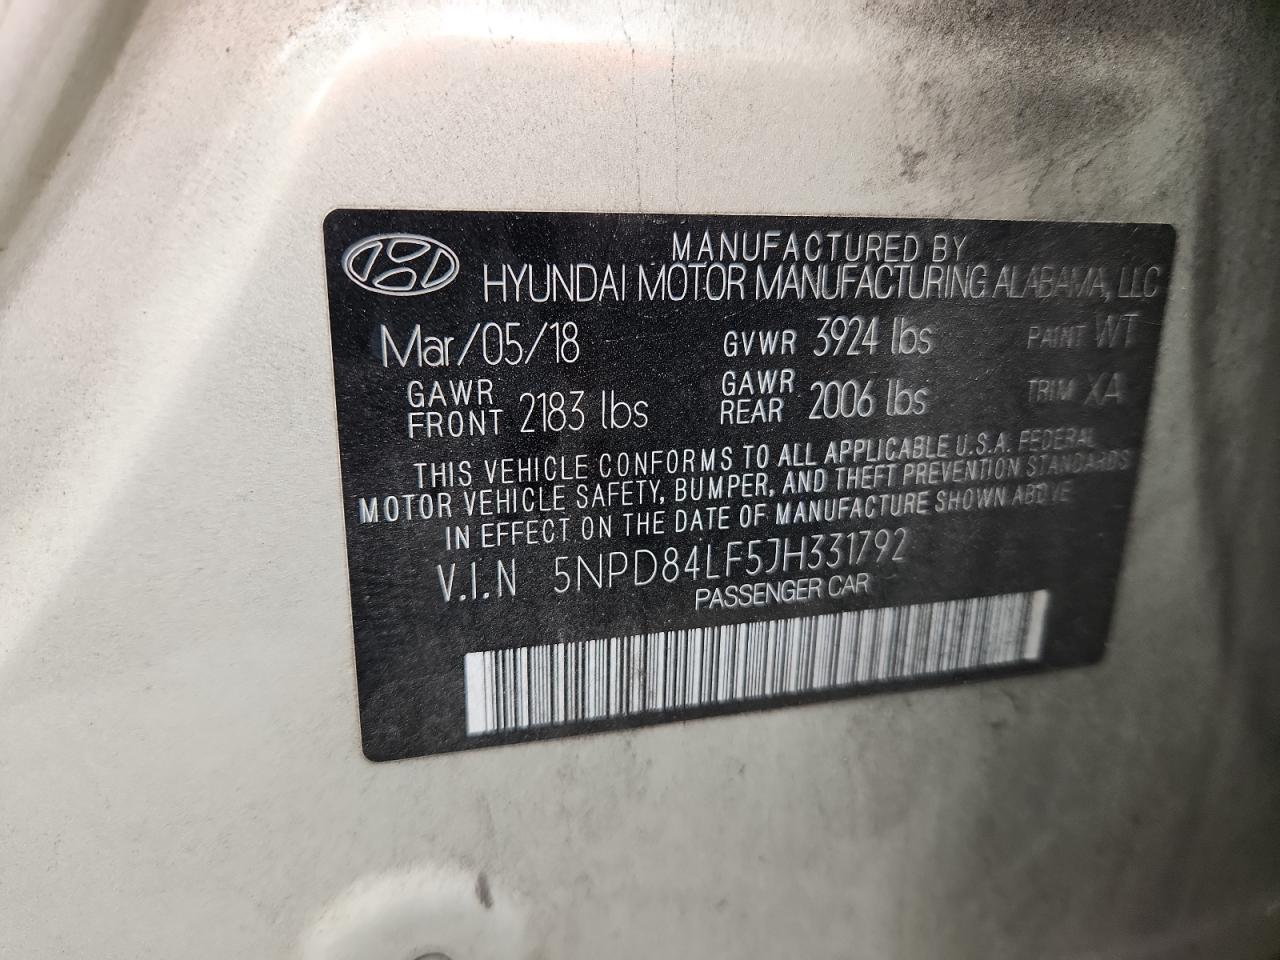 MANUFACTURED BY
HYUNDAI MOTOR MANUFACTURING ALABAMA, LLC
Mar/05/18 GVWR 3924 lbs PAINT WT
GAWR FRONT 2183 lbs GAWR REAR 2006 lbs TRIM XA
THIS VEHICLE CONFORMS TO ALL APPLICABLE U.S.A. FEDERAL
MOTOR VEHICLE SAFETY, BUMPER, AND THEFT PREVENTION STANDARDS
IN EFFECT ON THE DATE OF MANUFACTURE SHOWN ABOVE
V.I.N 5NPD84LF5JH331792
PASSENGER CAR